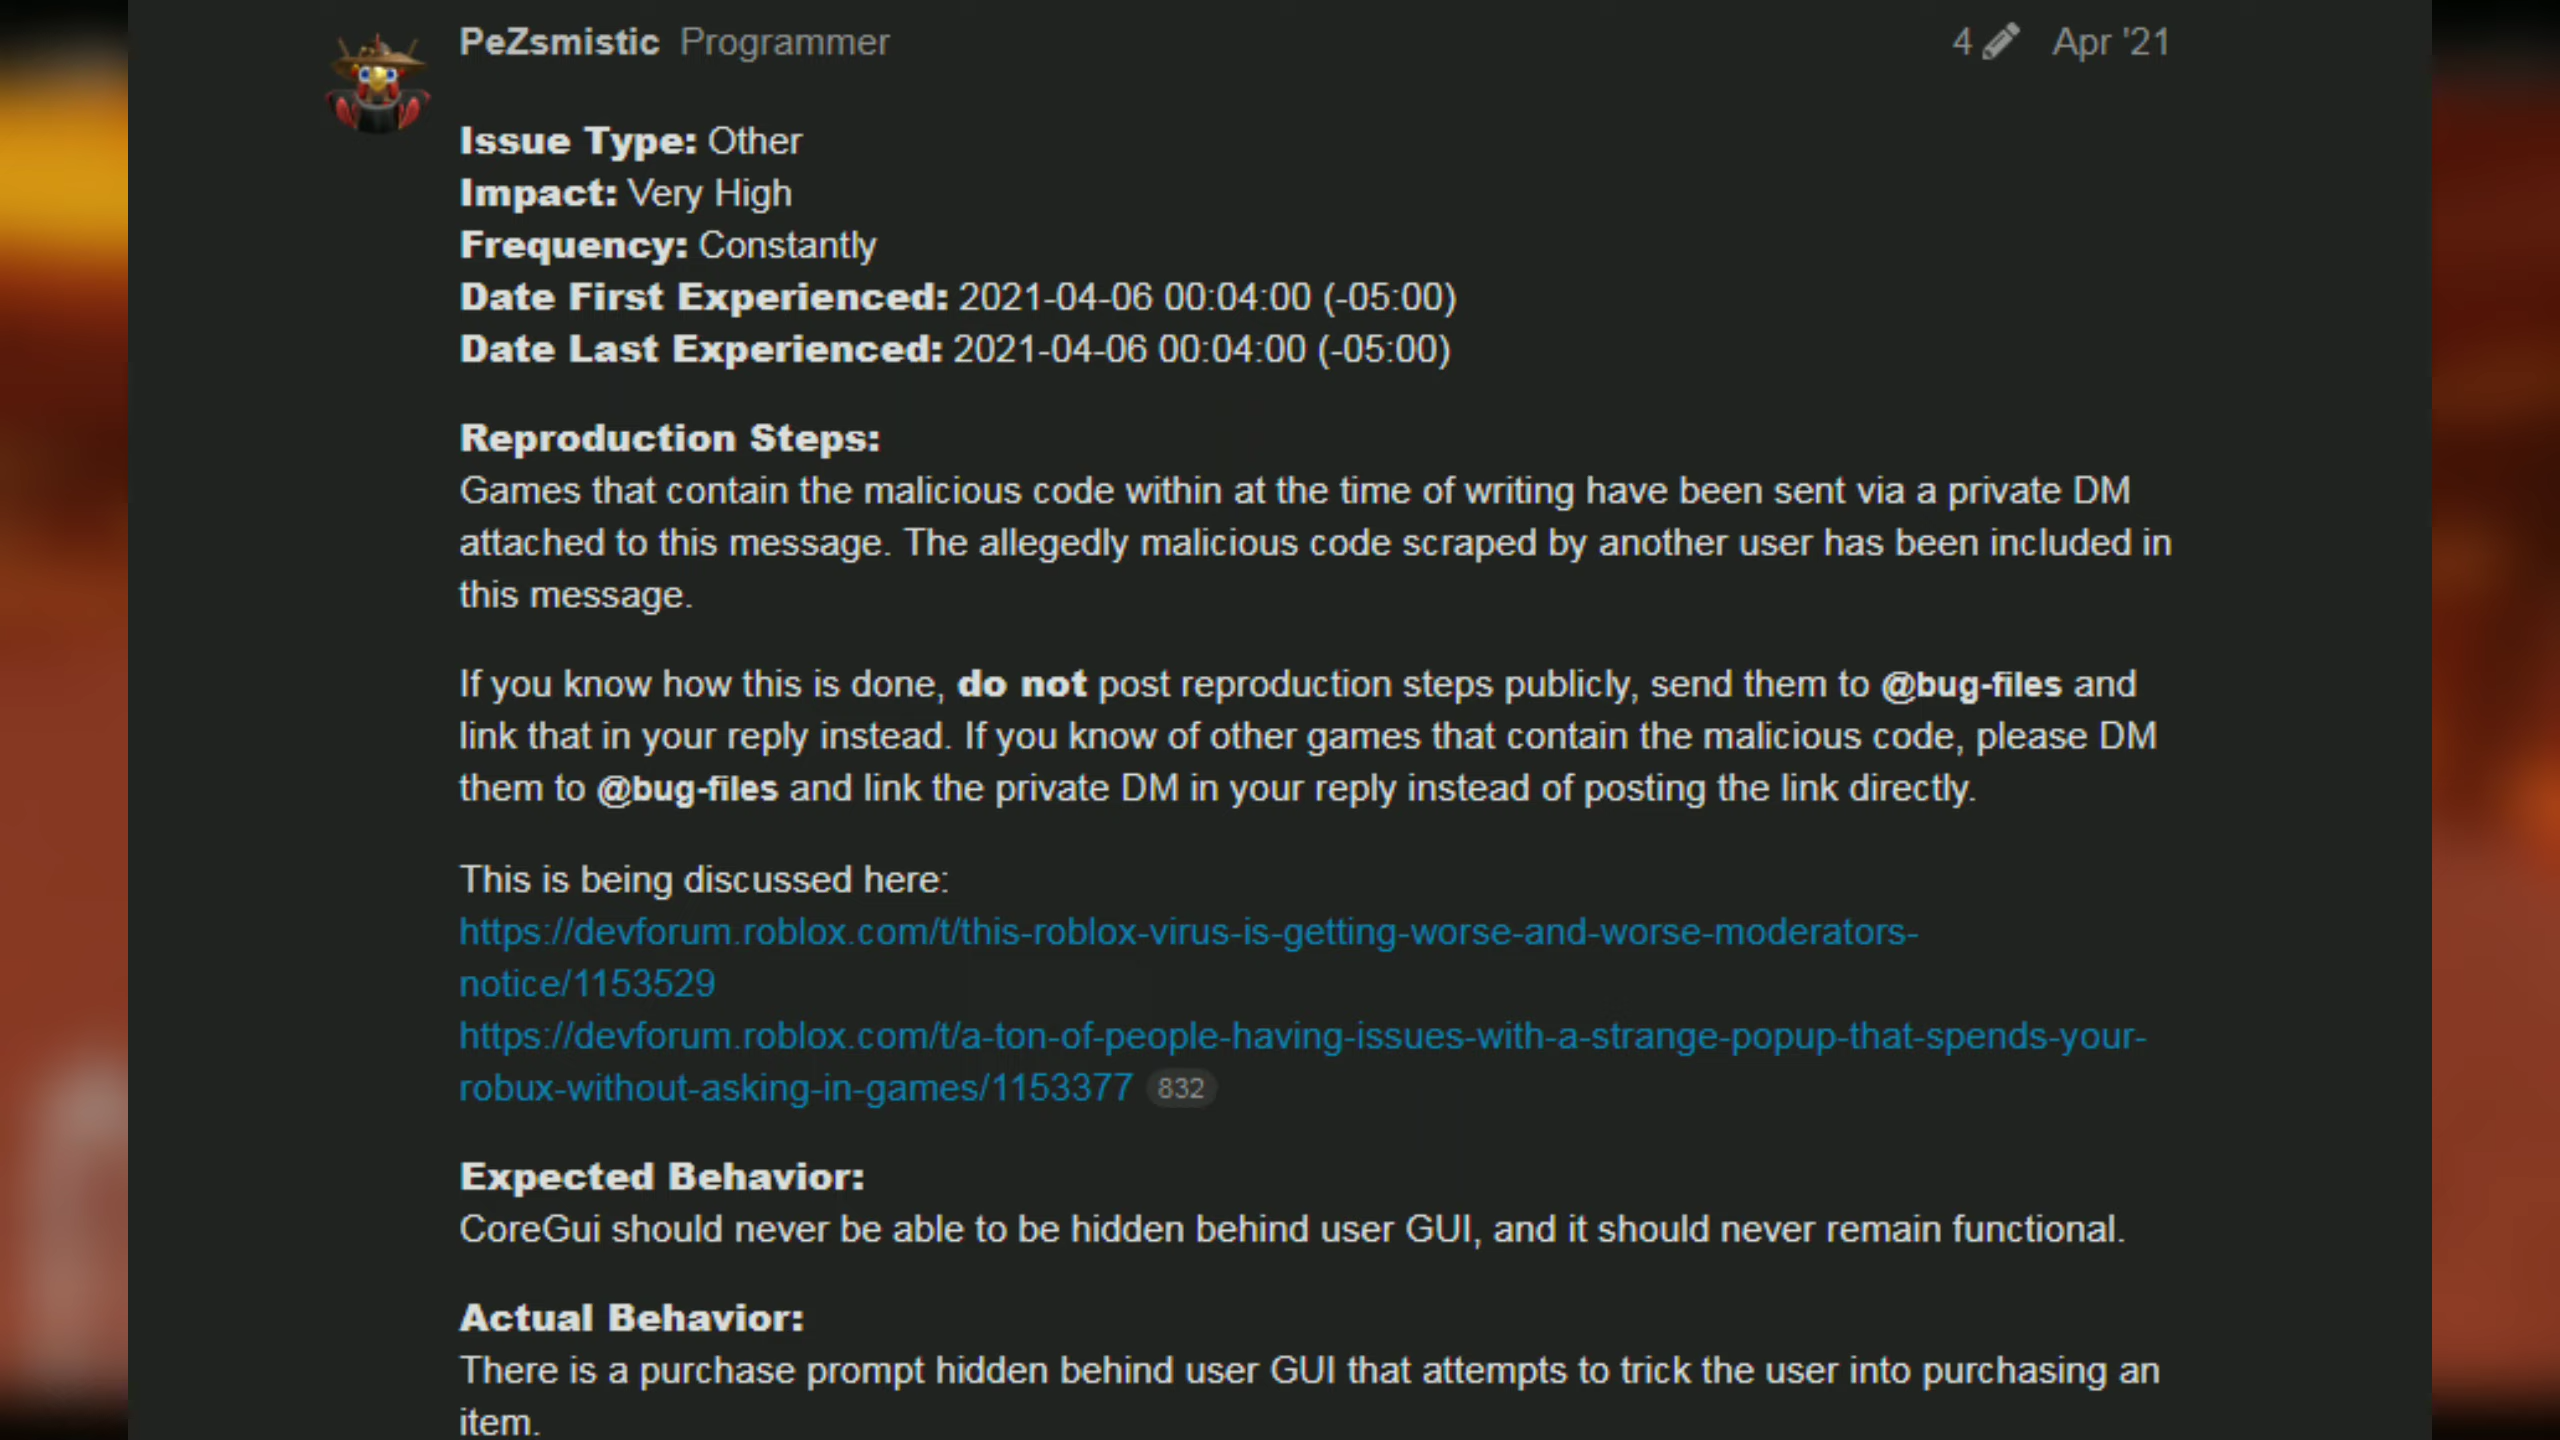 PeZsmistic Programmer 4 Apr '21
Issue Type: Other
Impact: Very High
Frequency: Constantly
Date First Experienced: 2021-04-06 00:04:00 (-05:00)
Date Last Experienced: 2021-04-06 00:04:00 (-05:00)
Reproduction Steps:
Games that contain the malicious code within at the time of writing have been sent via a private DM
attached to this message. The allegedly malicious code scraped by another user has been included in
this message.
If you know how this is done, do not post reproduction steps publicly, send them to @bug-files and
link that in your reply instead. If you know of other games that contain the malicious code, please DM
them to @bug-files and link the private DM in your reply instead of posting the link directly.
This is being discussed here:
https://devforum.roblox.com/t/this-roblox-virus-is-getting-worse-and-worse-moderators-
notice/1153529
https://devforum.roblox.com/t/a-ton-of-people-having-issues-with-a-strange-popup-that-spends-your-
robux-without-asking-in-games/1153377 832
Expected Behavior:
CoreGui should never be able to be hidden behind user GUI, and it should never remain functional.
Actual Behavior:
There is a purchase prompt hidden behind user GUI that attempts to trick the user into purchasing an
item.